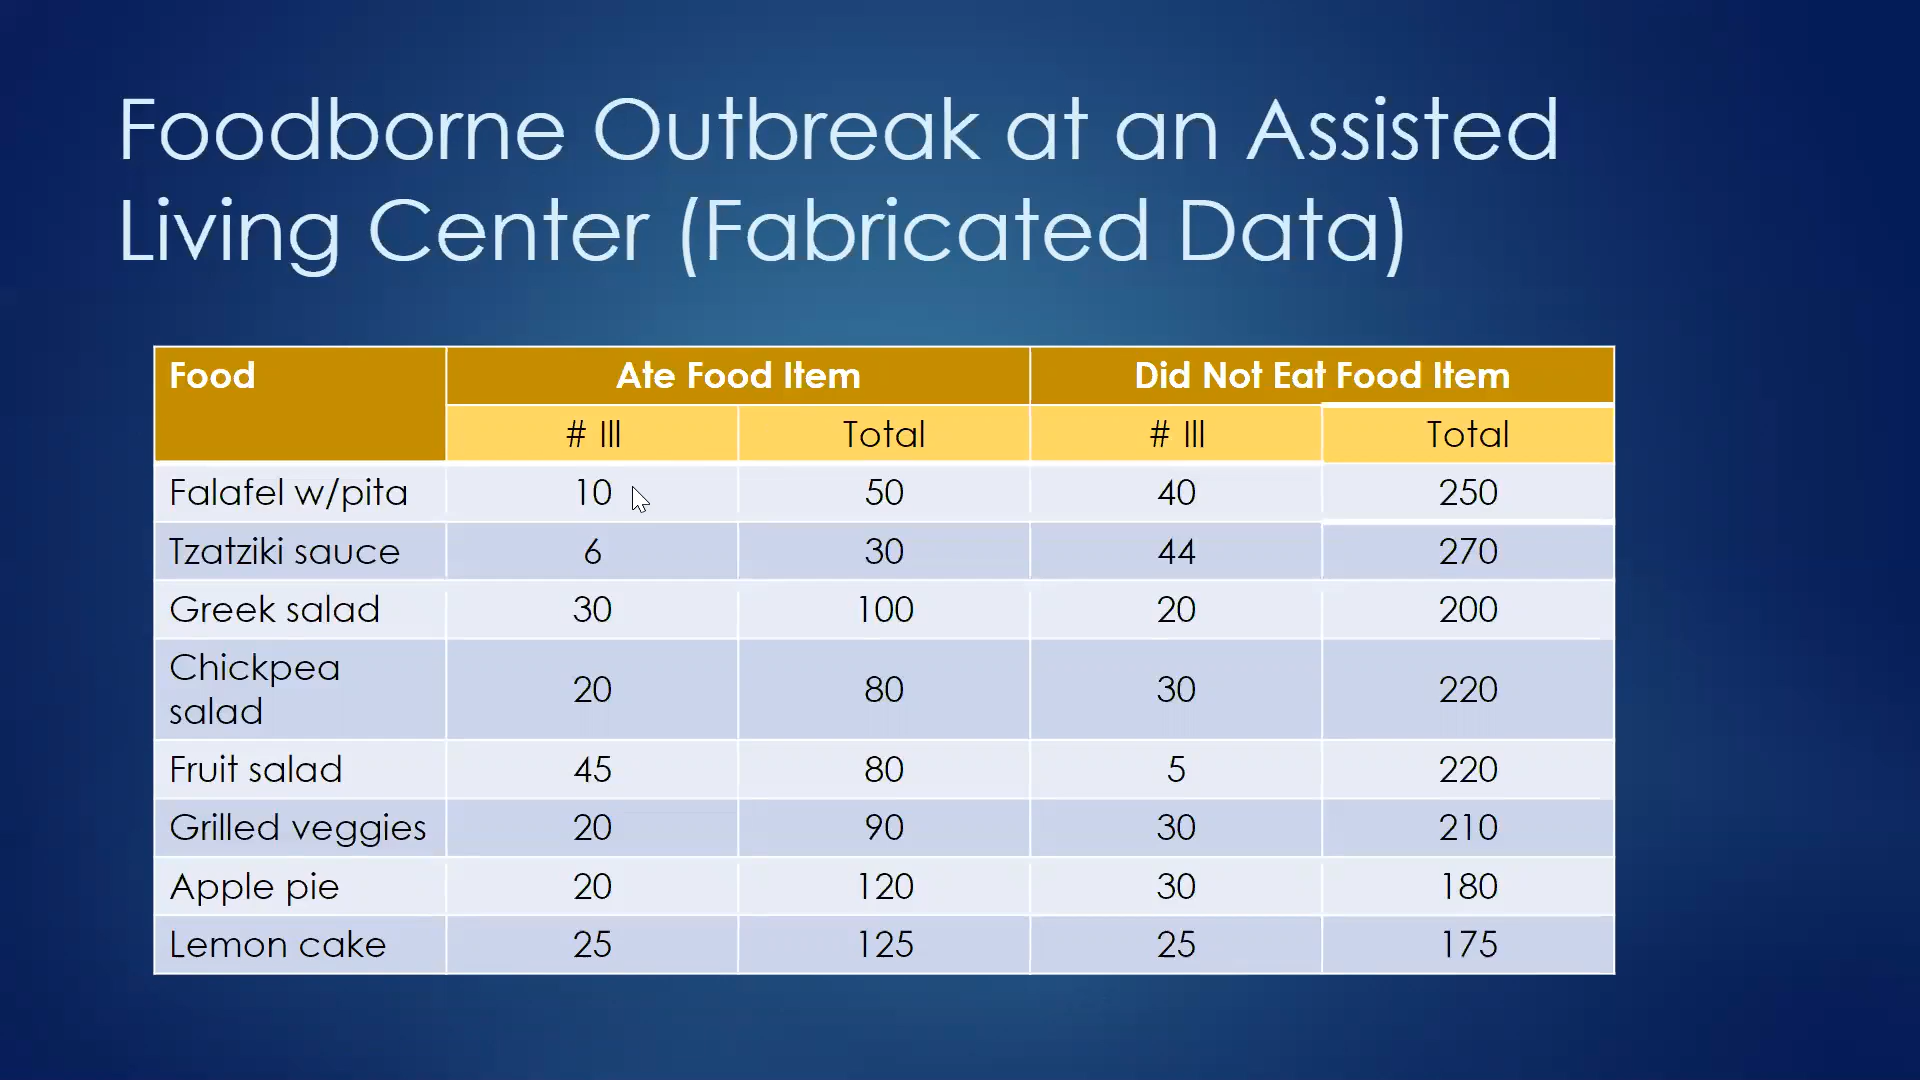 Foodborne Outbreak at an Assisted
Living Center (Fabricated Data)
Food Ate Food Item Did Not Eat Food Item
# Ill Total # Ill Total
Falafel w/pita 10 50 40 250
Tzatziki sauce 6 30 44 270
Greek salad 30 100 20 200
Chickpea
salad 20 80 30 220
Fruit salad 45 80 5 220
Grilled veggies 20 90 30 210
Apple pie 20 120 30 180
Lemon cake 25 125 25 175